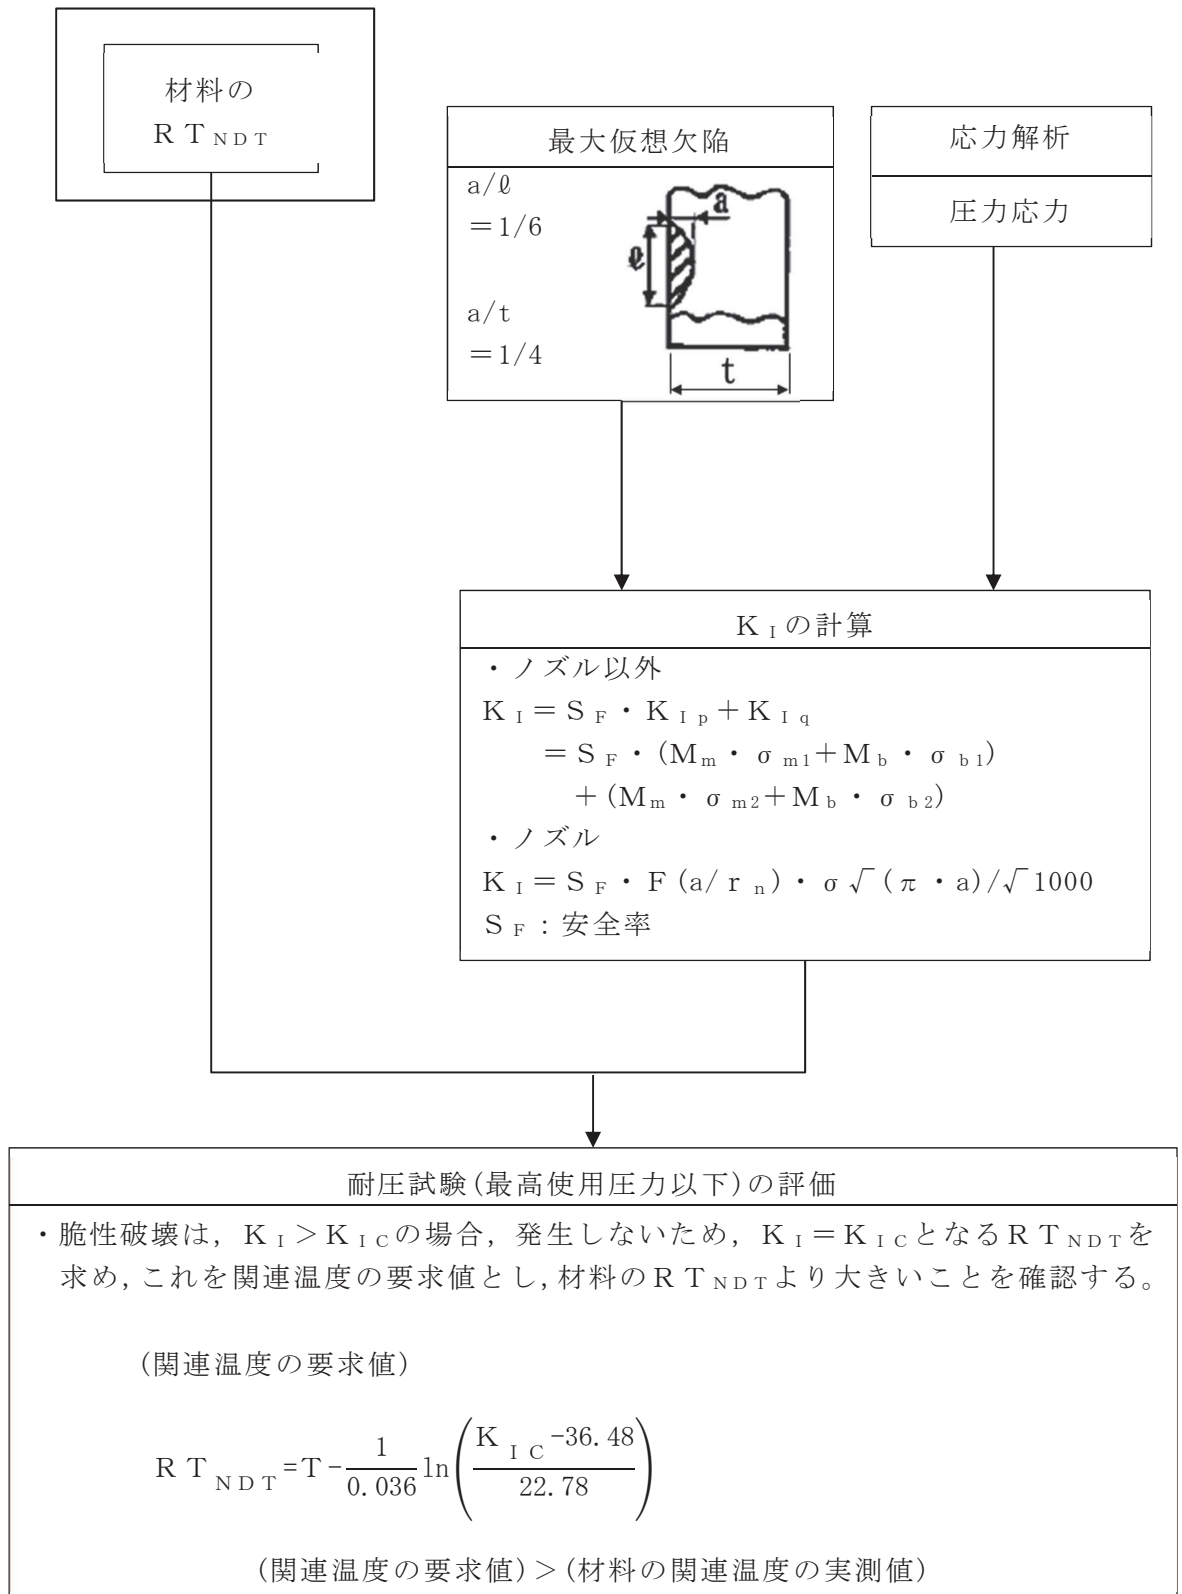 材料の
RTNDT
最大仮想欠陥
a/ℓ
=1/6
a/t
=1/4
a
ℓ
t
応力解析
圧力応力
KIの計算
・ノズル以外
KI=SF・KIp+KIq
=SF・(Mm・σm1+Mb・σb1)
+(Mm・σm2+Mb・σb2)
・ノズル
KI=SF・F(a/rn)・σ√(π・a)/√1000
SF:安全率
耐圧試験(最高使用圧力以下)の評価
・脆性破壊は，KI>KICの場合，発生しないため，KI=KICとなるRTNDTを
求め，これを関連温度の要求値とし，材料のRTNDTより大きいことを確認する。
(関連温度の要求値)
RTNDT=T-1/0.036 ln(KIC-36.48/22.78)
(関連温度の要求値)>(材料の関連温度の実測値)